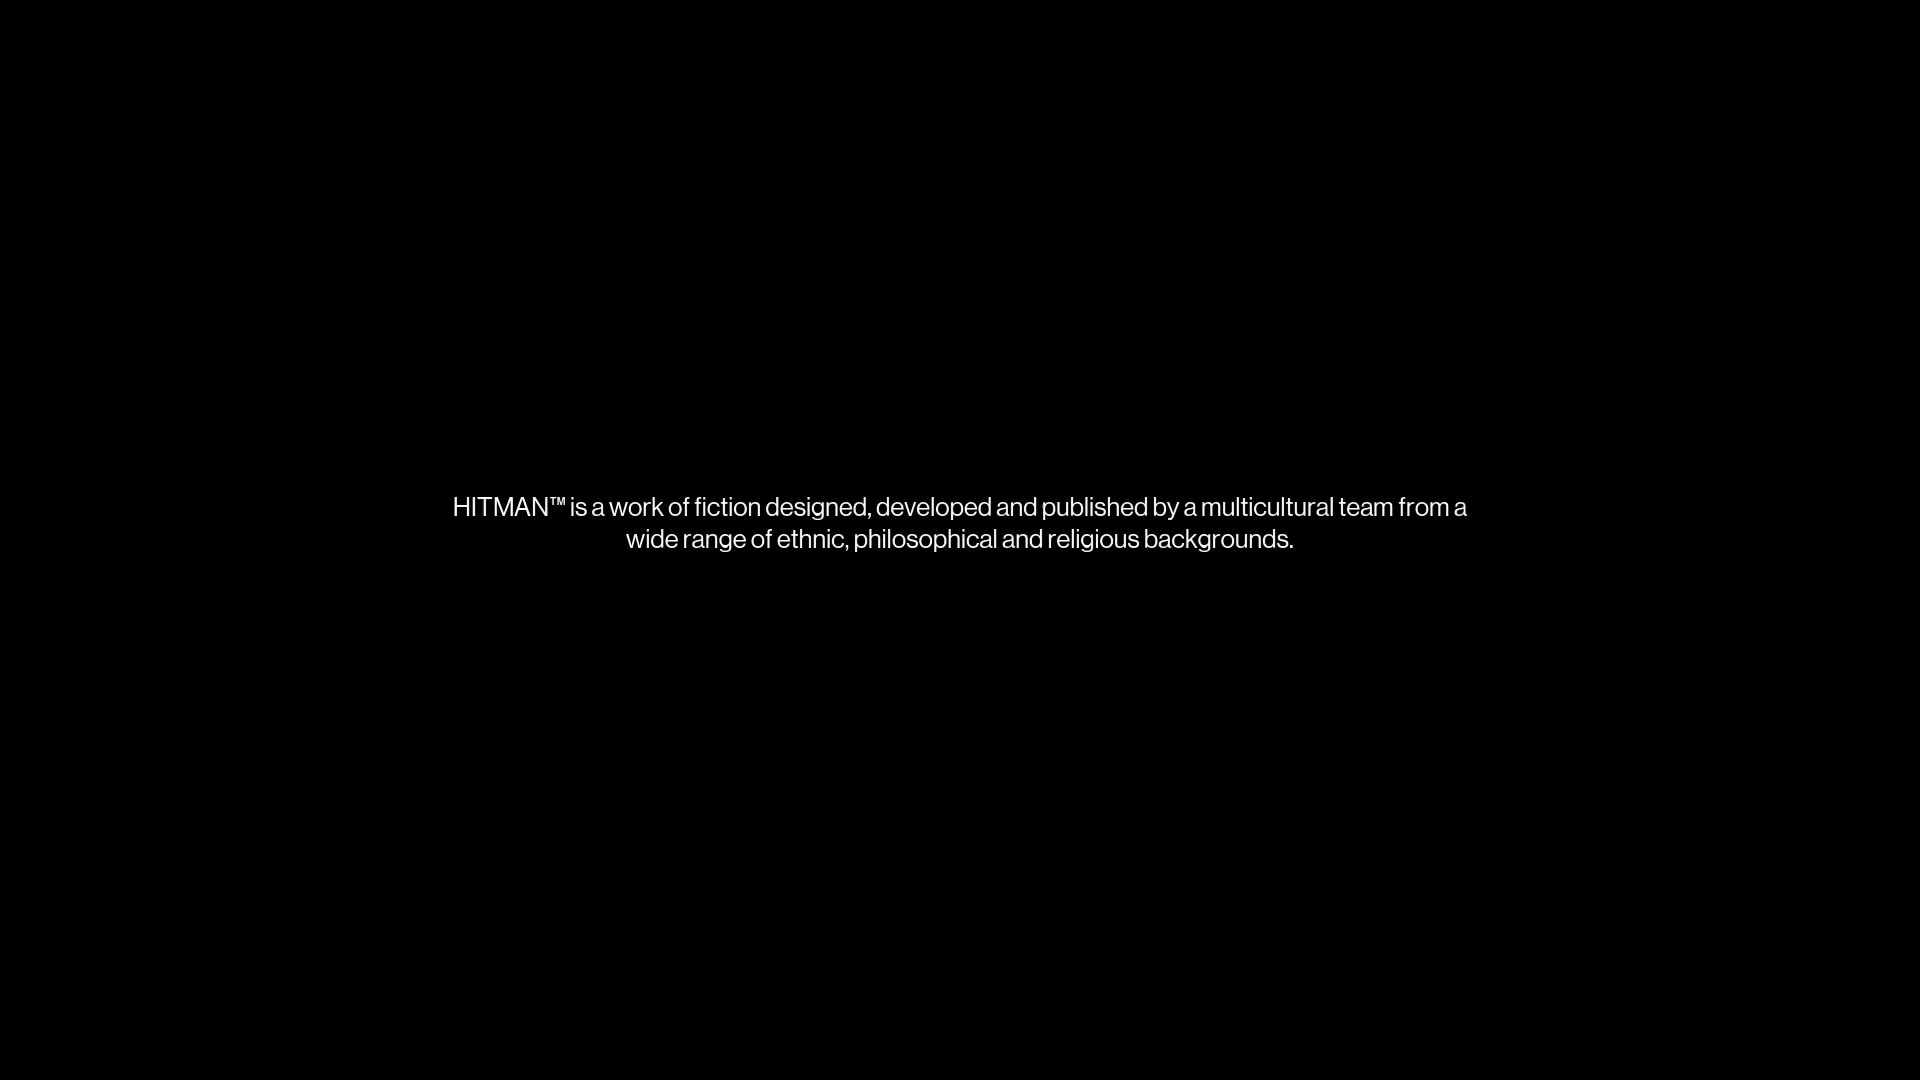 HITMAN™ is a work of fiction designed, developed and published by a multicultural team from a
wide range of ethnic, philosophical and religious backgrounds.